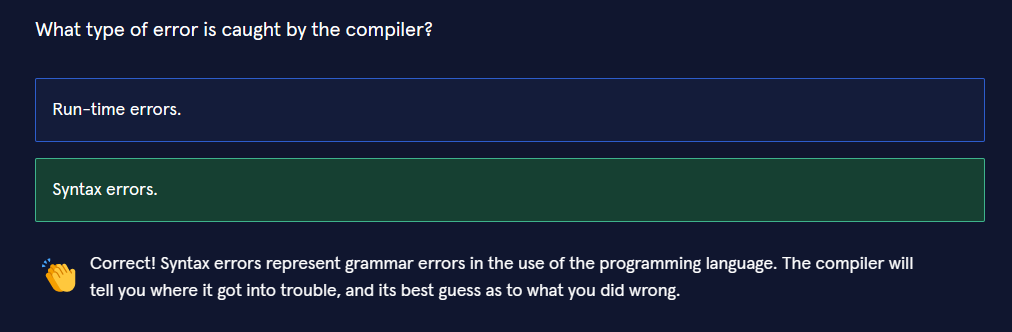 What type of error is caught by the compiler?
Run-time errors.
Syntax errors.
Correct! Syntax errors represent grammar errors in the use of the programming language. The compiler will
tell you where it got into trouble, and its best guess as to what you did wrong.